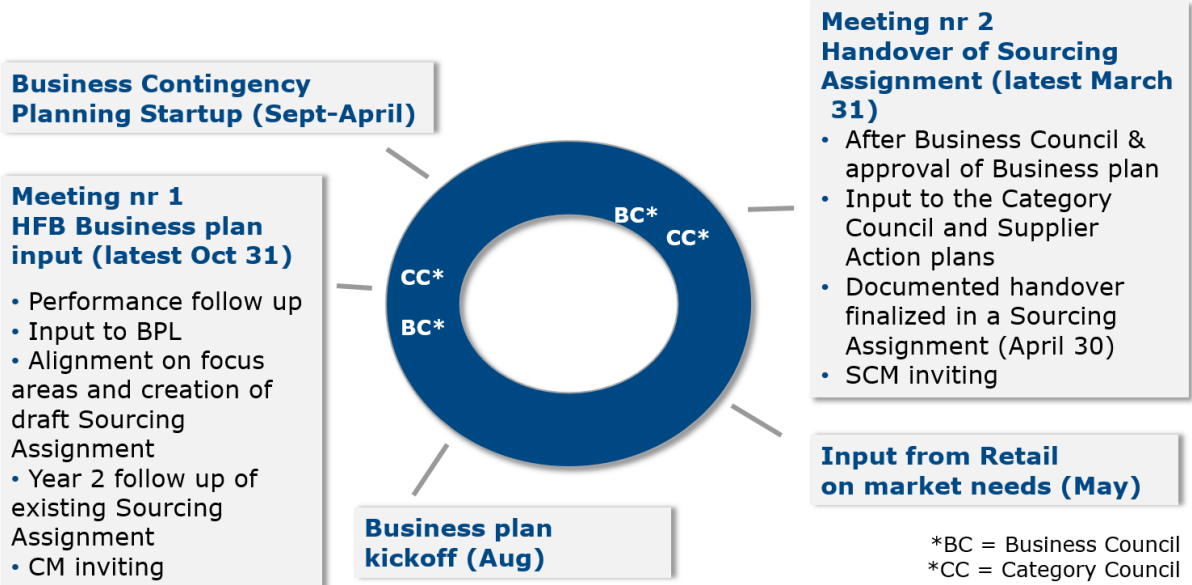 Business Contingency
Planning Startup (Sept-April)
Meeting nr 1
HFB Business plan
input (latest Oct 31)
• Performance follow up
• Input to BPL
• Alignment on focus
areas and creation of
draft Sourcing
Assignment
• Year 2 follow up of
existing Sourcing
Assignment
• CM inviting
BC*
CC*
CC*
BC*
Business plan
kickoff (Aug)
Meeting nr 2
Handover of Sourcing
Assignment (latest March
31)
• After Business Council &
approval of Business plan
• Input to the Category
Council and Supplier
Action plans
• Documented handover
finalized in a Sourcing
Assignment (April 30)
• SCM inviting
Input from Retail
on market needs (May)
*BC = Business Council
*CC = Category Council